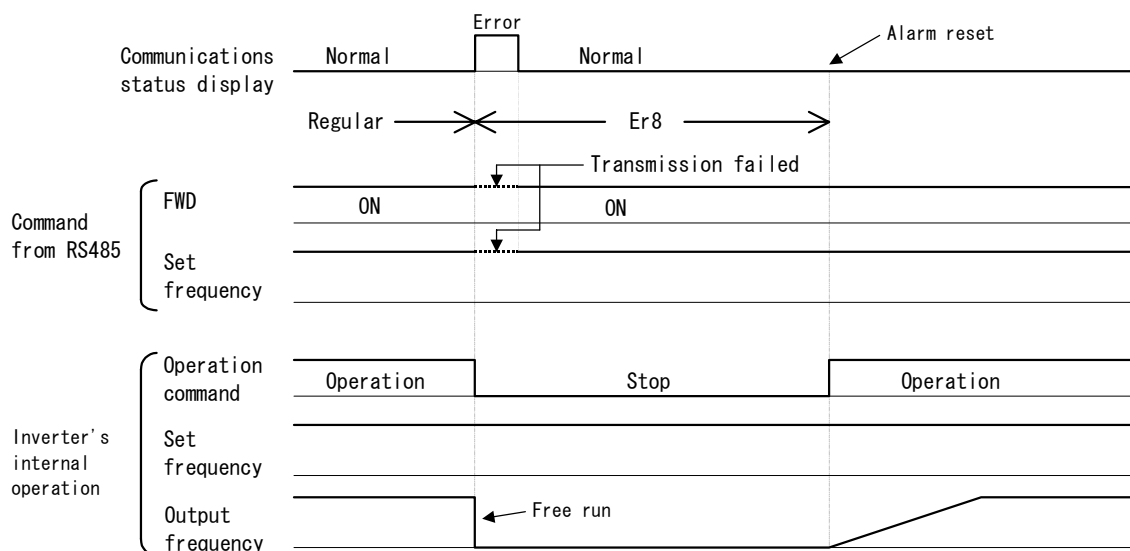 Error
Alarm reset
Communications
status display
Normal
Normal
Regular
Er8
Transmission failed
Command
from RS485
FWD
ON
ON
Set
frequency
Operation
command
Operation
Stop
Operation
Inverter's
internal
operation
Set
frequency
Free run
Output
frequency